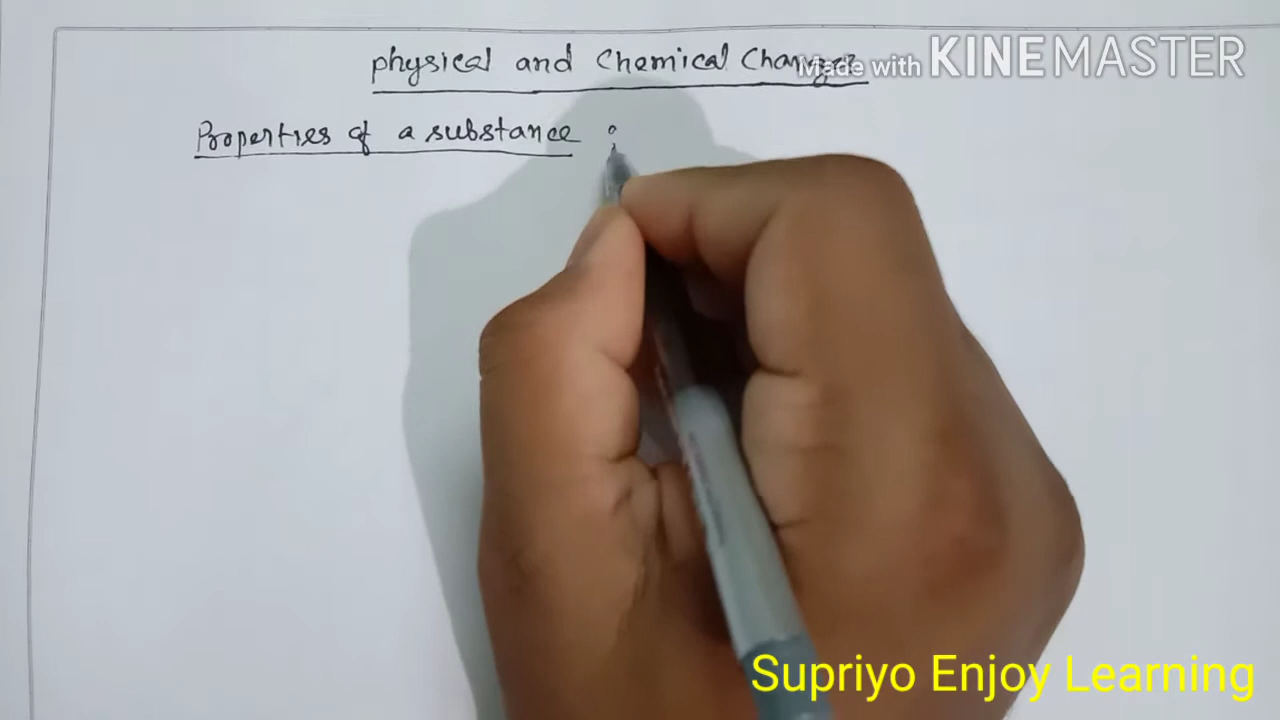 physical and Chemical Changes
Made with KINEMASTER
Properties of a substance :
Supriyo Enjoy Learning